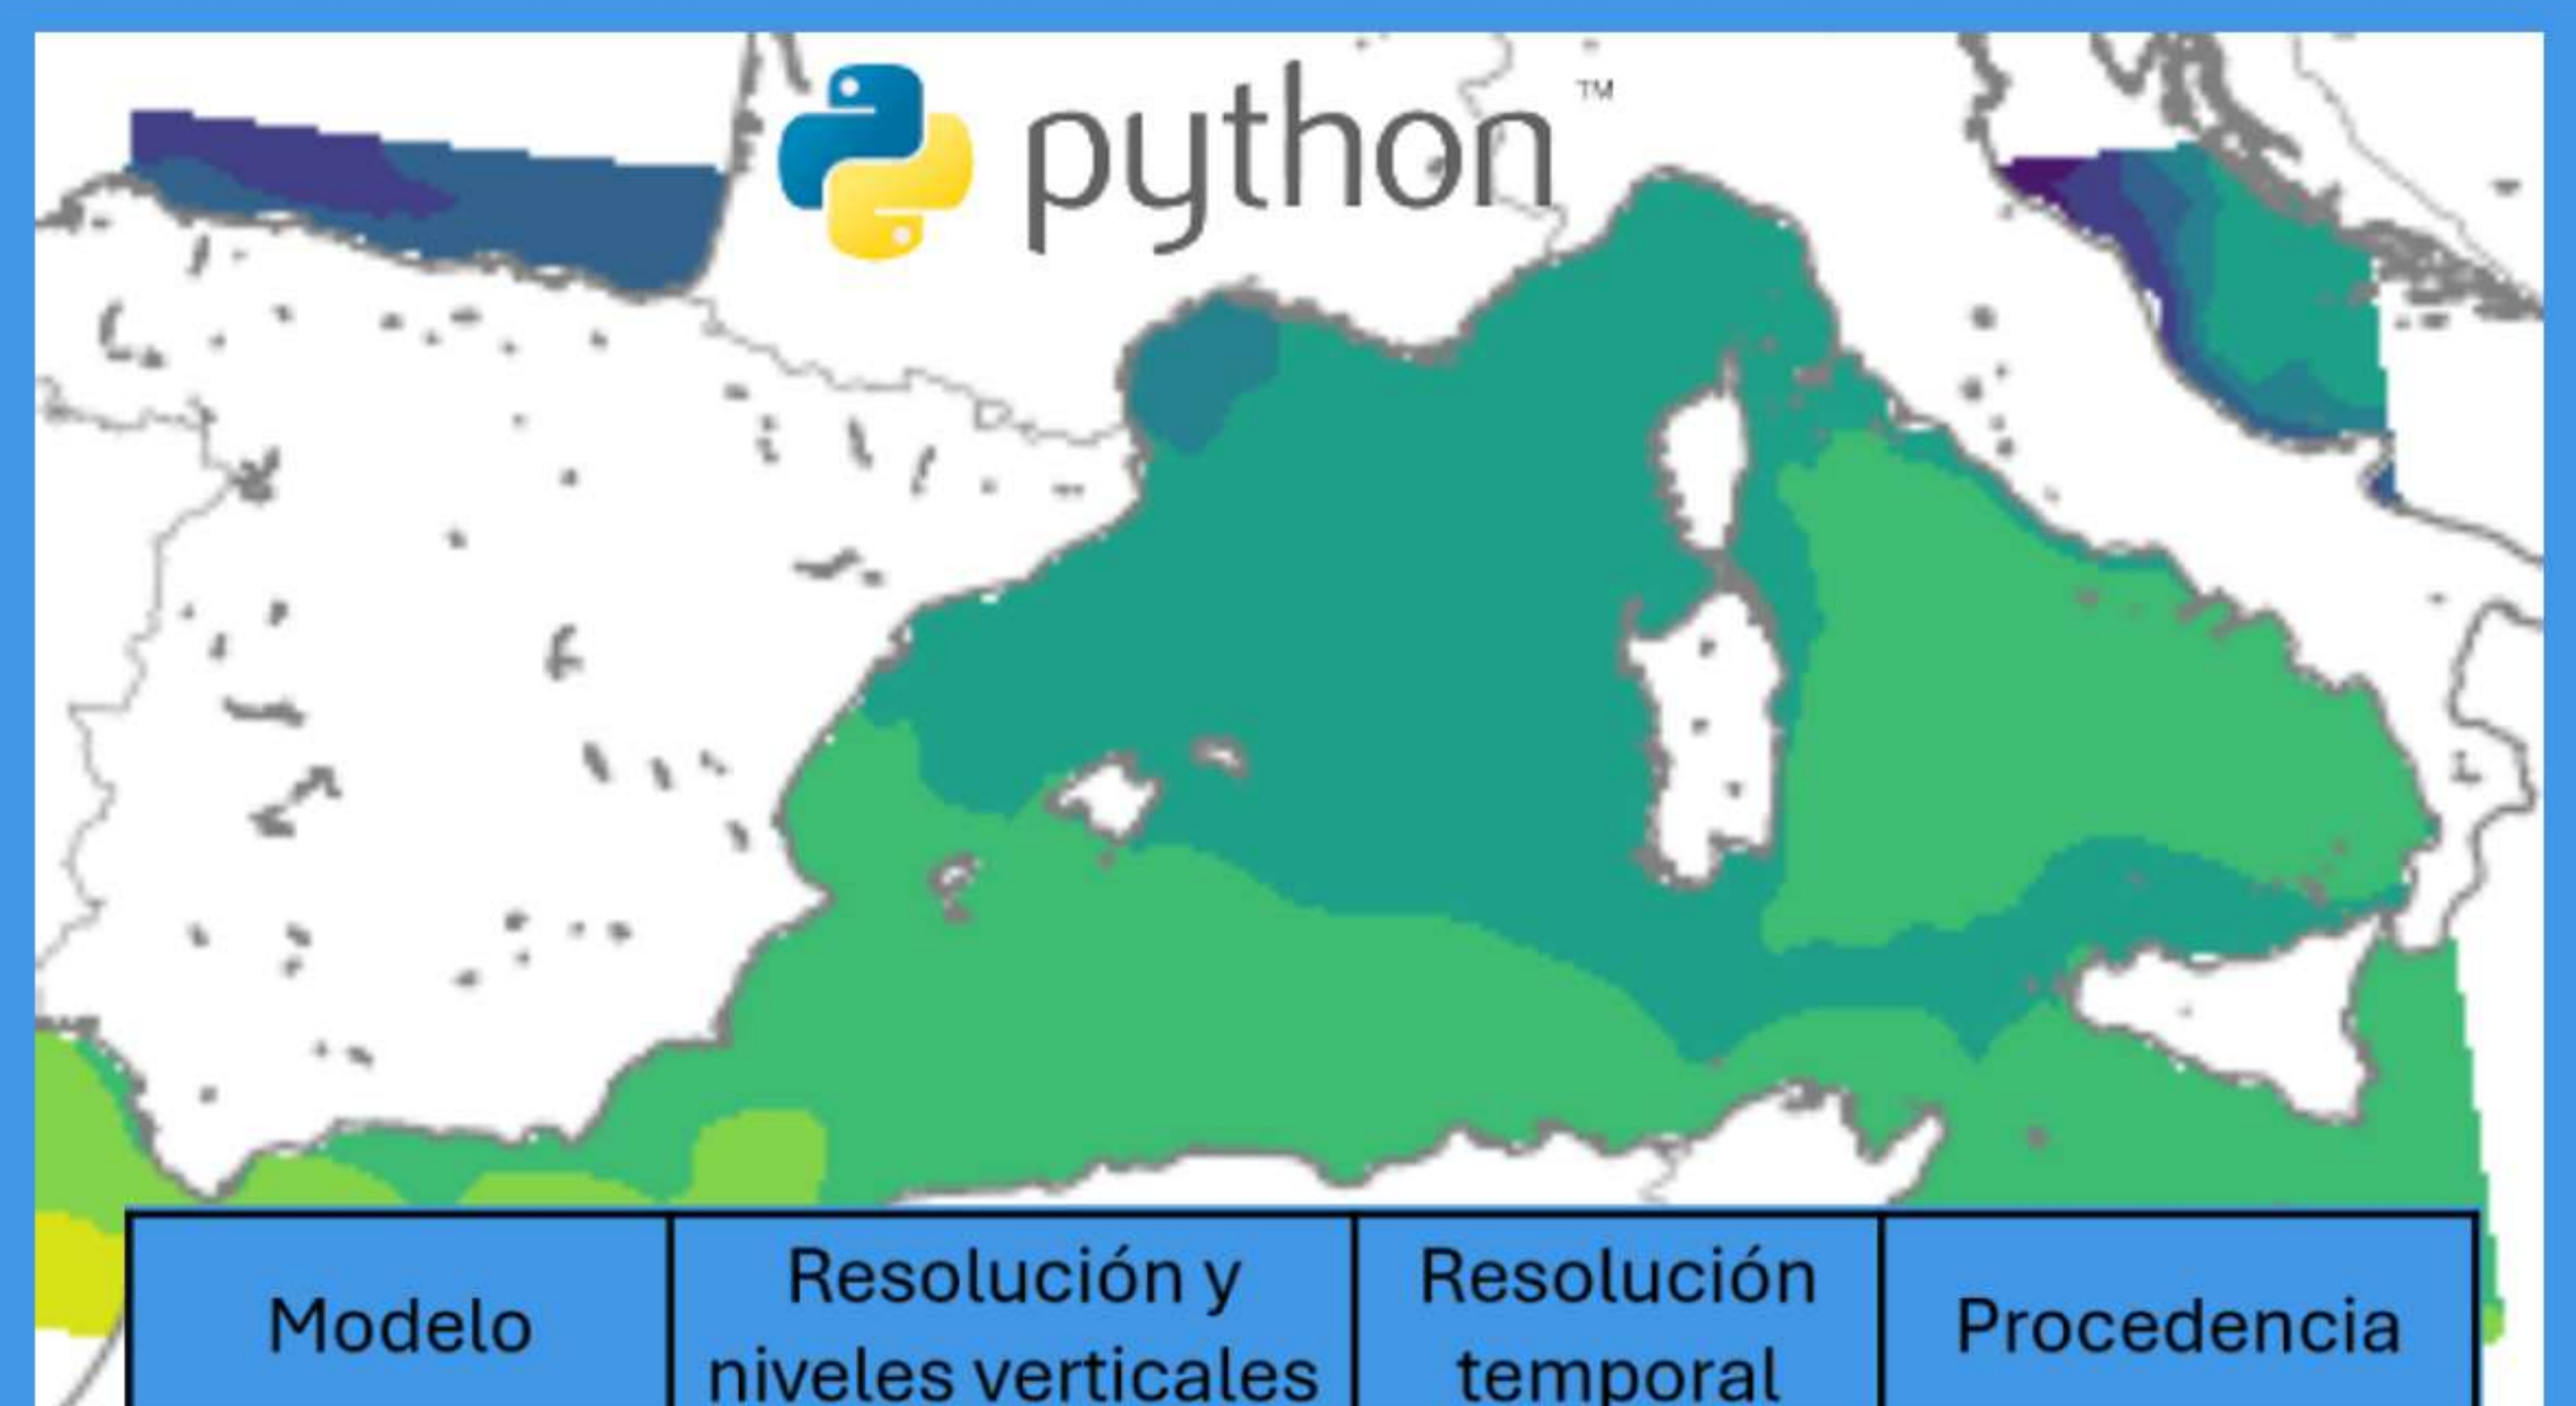 python™
Modelo
Resolución y
niveles verticales
Resolución
temporal
Procedencia